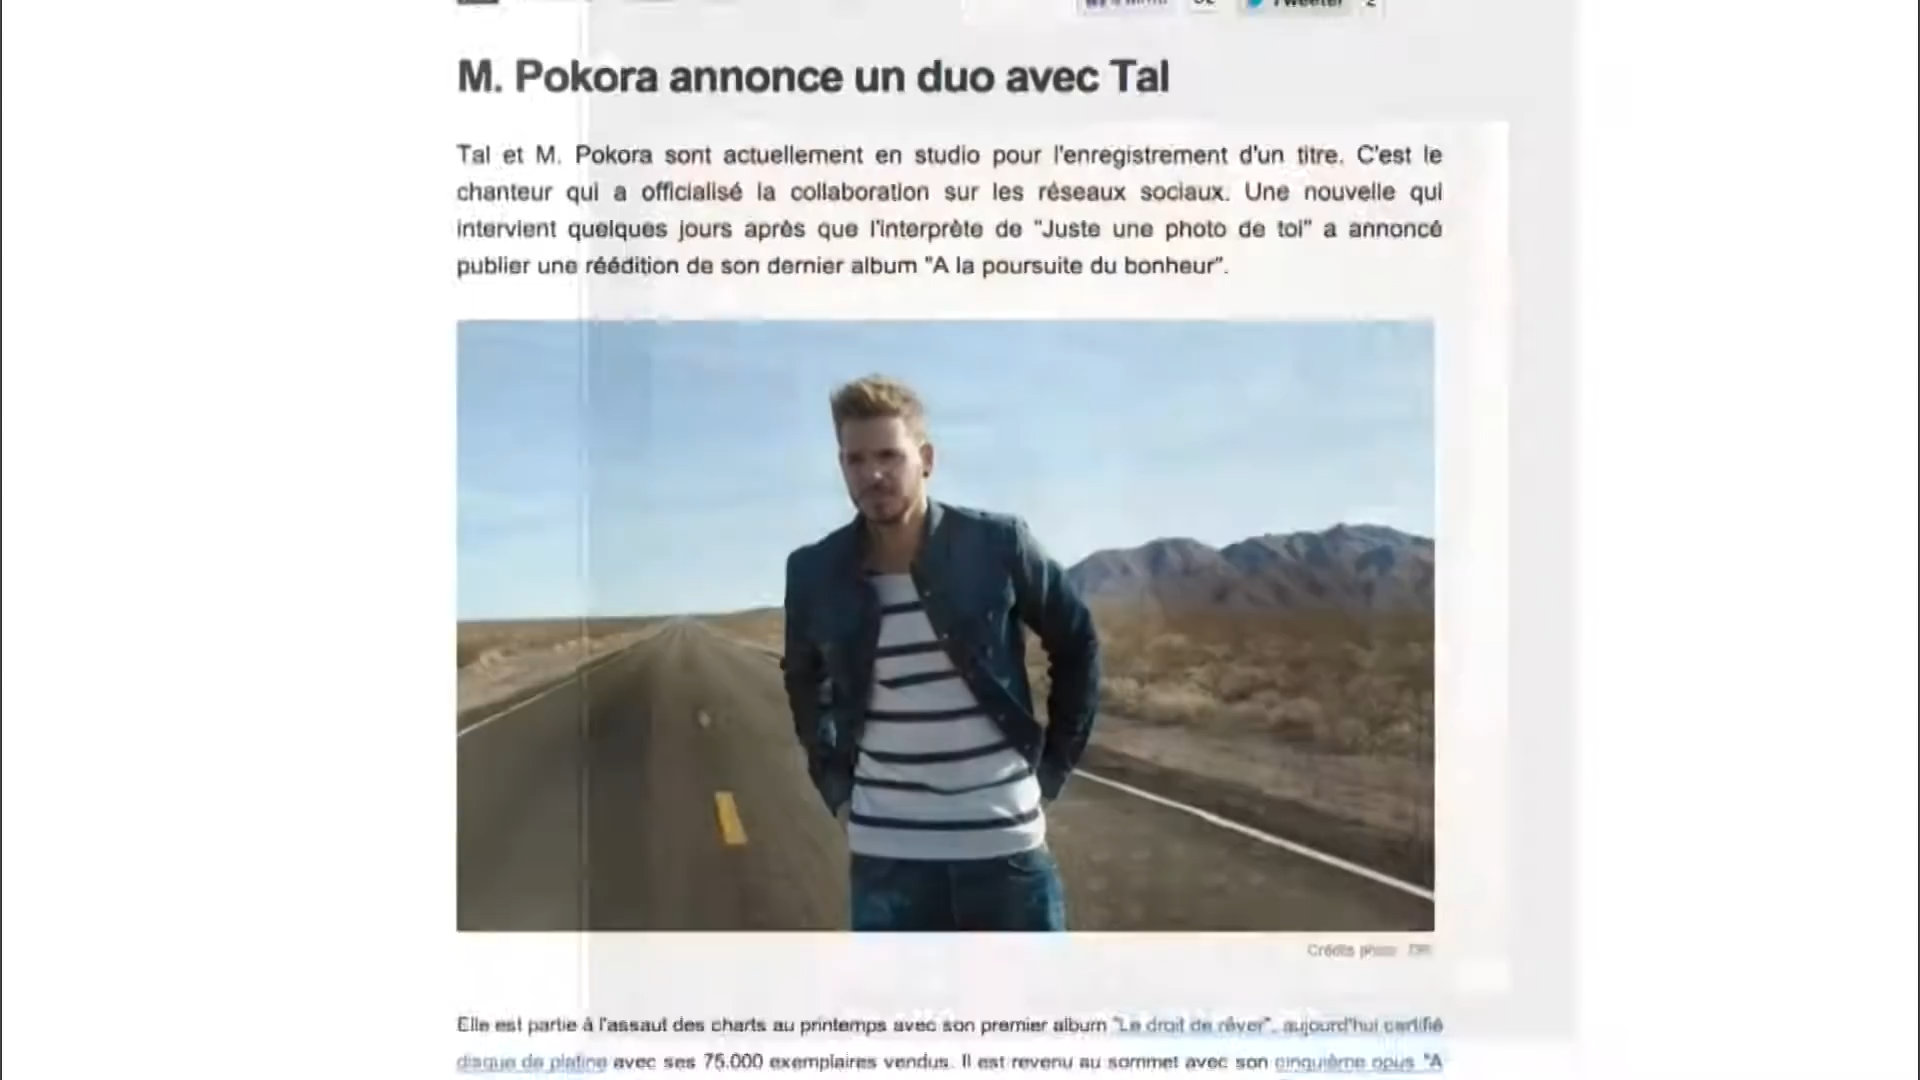 Tweeter 2
M. Pokora annonce un duo avec Tal
Tal et M. Pokora sont actuellement en studio pour l'enregistrement d'un titre. C'est le
chanteur qui a officialisé la collaboration sur les réseaux sociaux. Une nouvelle qui
intervient quelques jours après que l'interprète de "Juste une photo de toi" a annoncé
publier une réédition de son dernier album "A la poursuite du bonheur".
Crédits photo
Elle est partie à l'assaut des charts au printemps avec son premier album "Le droit de rêver", aujourd'hui certifié
disque de platine avec ses 75.000 exemplaires vendus. Il est revenu au sommet avec son cinquième opus "A